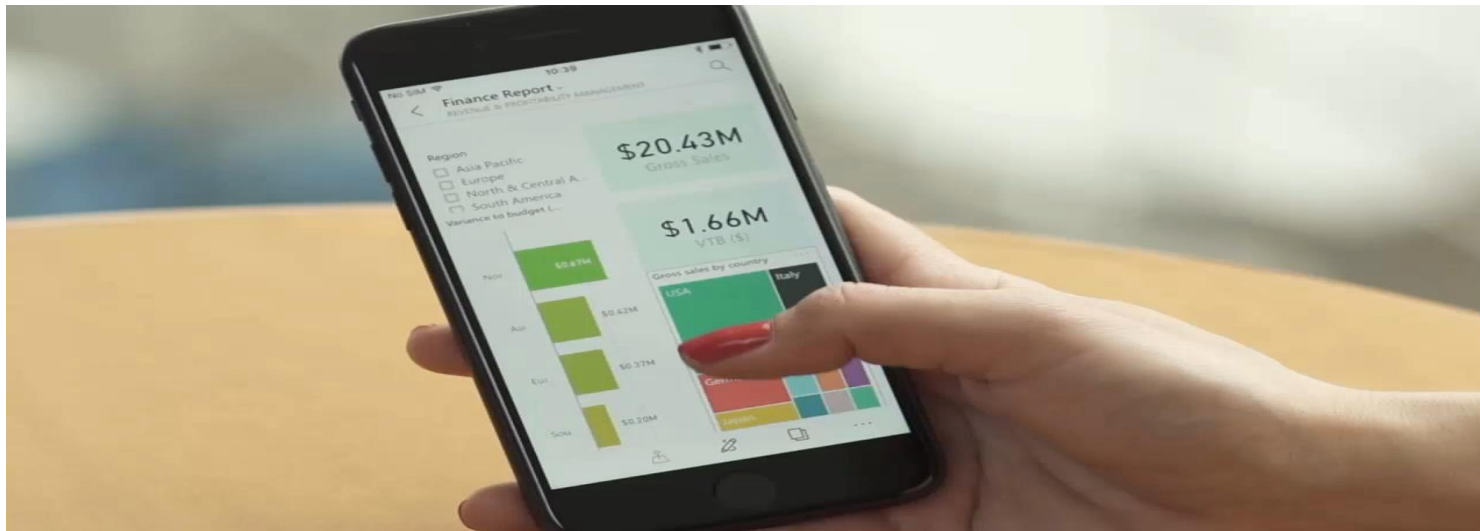 No SIM
10:39
Finance Report
REVENUE & PROFITABILITY MANAGEMENT
Region
Asia Pacific
Europe
North & Central A...
South America
$20.43M
Gross Sales
$1.66M
VTB ($)
Variance to budget (...
Nor
$0.67M
$0.42M
Eur
$0.37M
Sou
$0.20M
Gross sales by country
USA
Italy
Germ
Japan